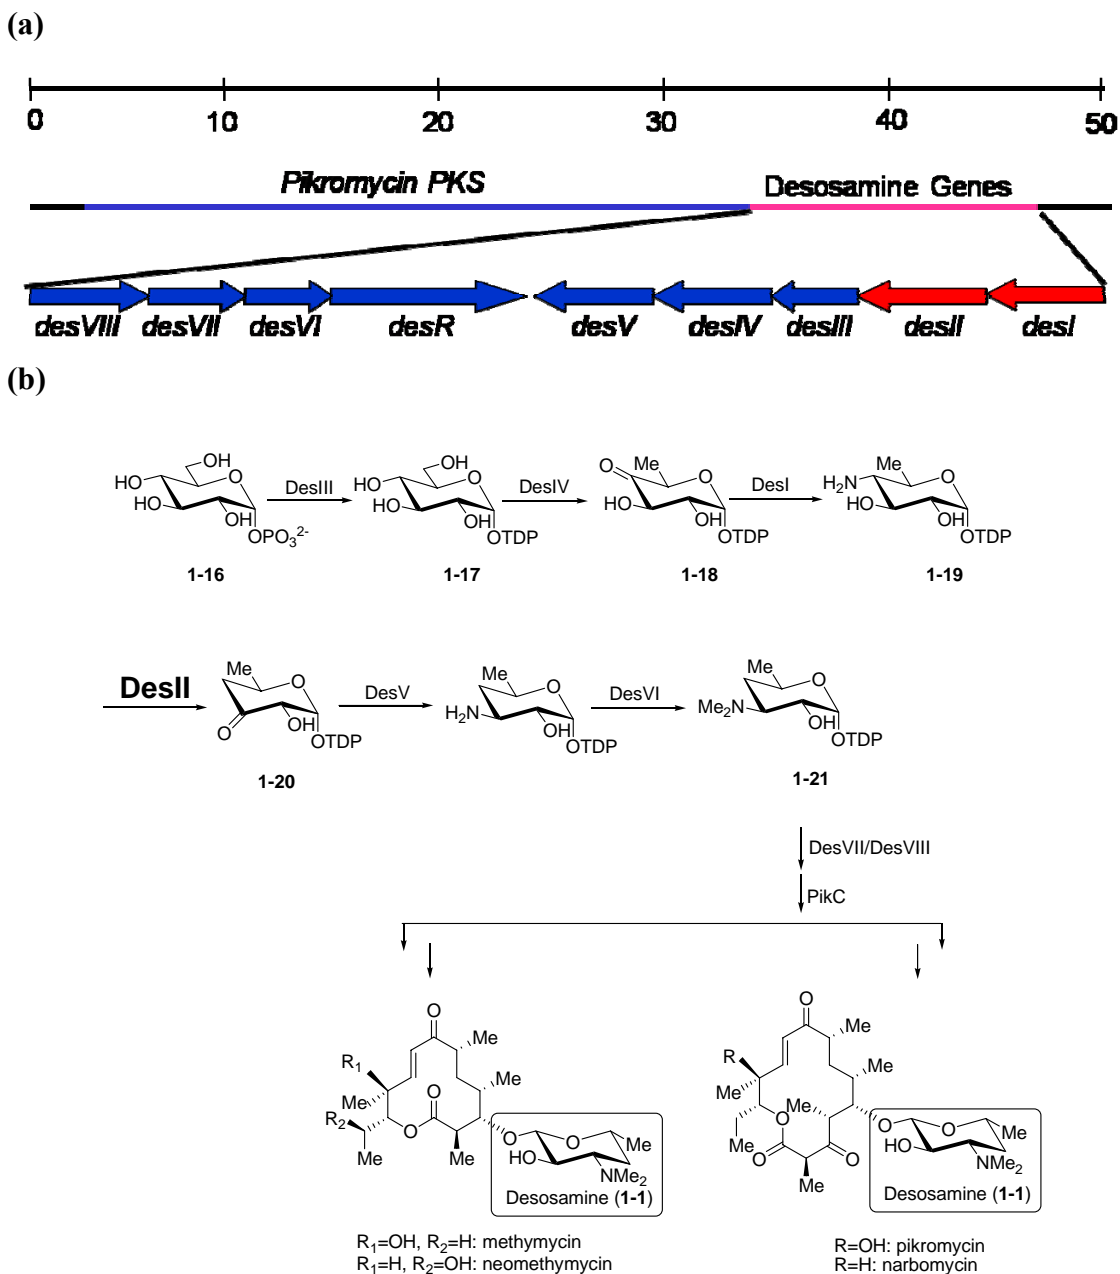 (a)
0 10 20 30 40 50
Pikromycin PKS Desosamine Genes
desVIII desVII desVI desR desV desIV desIII desII desI
(b)
OH O HO HO OH OPO₃²⁻ DesIII OH O HO HO OH OTDP DesIV O Me O HO OH OTDP DesI Me O H₂N HO OH OTDP
1-16 1-17 1-18 1-19
DesII Me O O OH OTDP DesV Me O H₂N OH OTDP DesVI Me O Me₂N OH OTDP
1-20 1-21
DesVII/DesVIII
PikC
O Me R₁ Me Me O R₂ O Me Me O O Me HO NMe₂
Desosamine (1-1)
O Me R Me Me Me O Me O O O Me O Me HO NMe₂
Desosamine (1-1)
R₁=OH, R₂=H: methymycin
R₁=H, R₂=OH: neomethymycin
R=OH: pikromycin
R=H: narbomycin